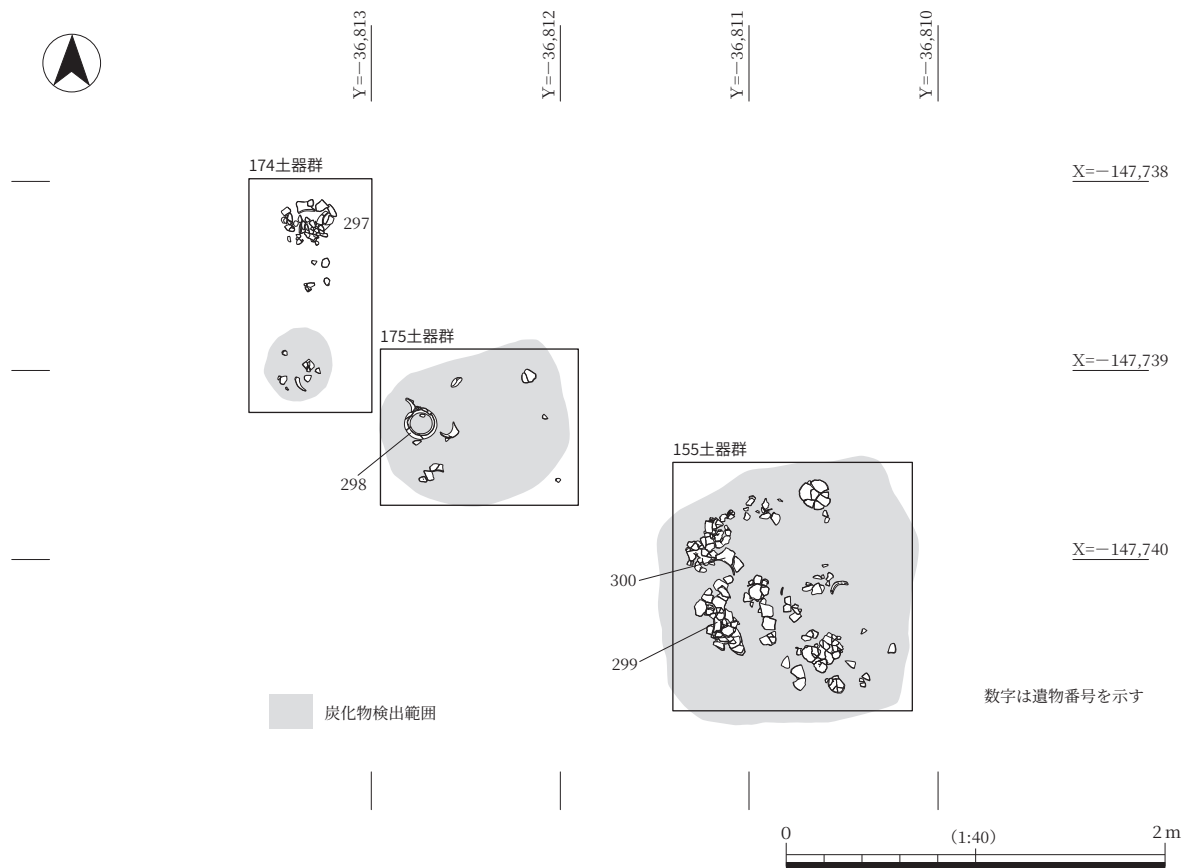 Y=－36,813
Y=－36,812
Y=－36,811
Y=－36,810
174土器群
X=－147,738
297
175土器群
X=－147,739
298
155土器群
X=－147,740
300
299
炭化物検出範囲
数字は遺物番号を示す
0
（1:40）
2m